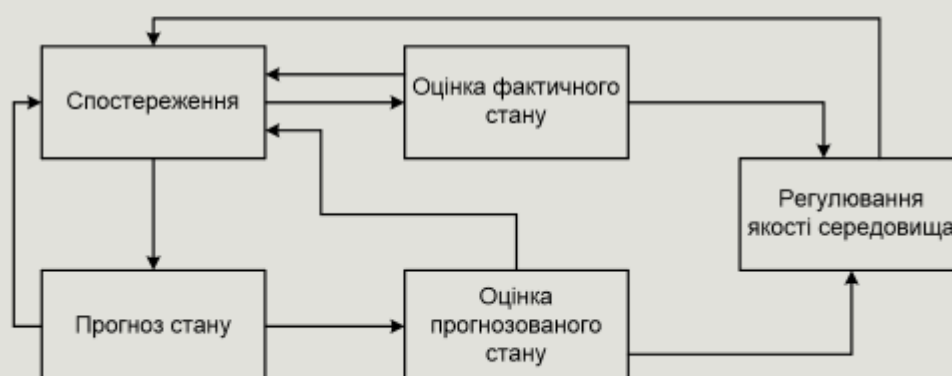 Спостереження
Оцінка фактичного
стану
Регулювання
якості середовища
Прогноз стану
Оцінка
прогнозованого
стану